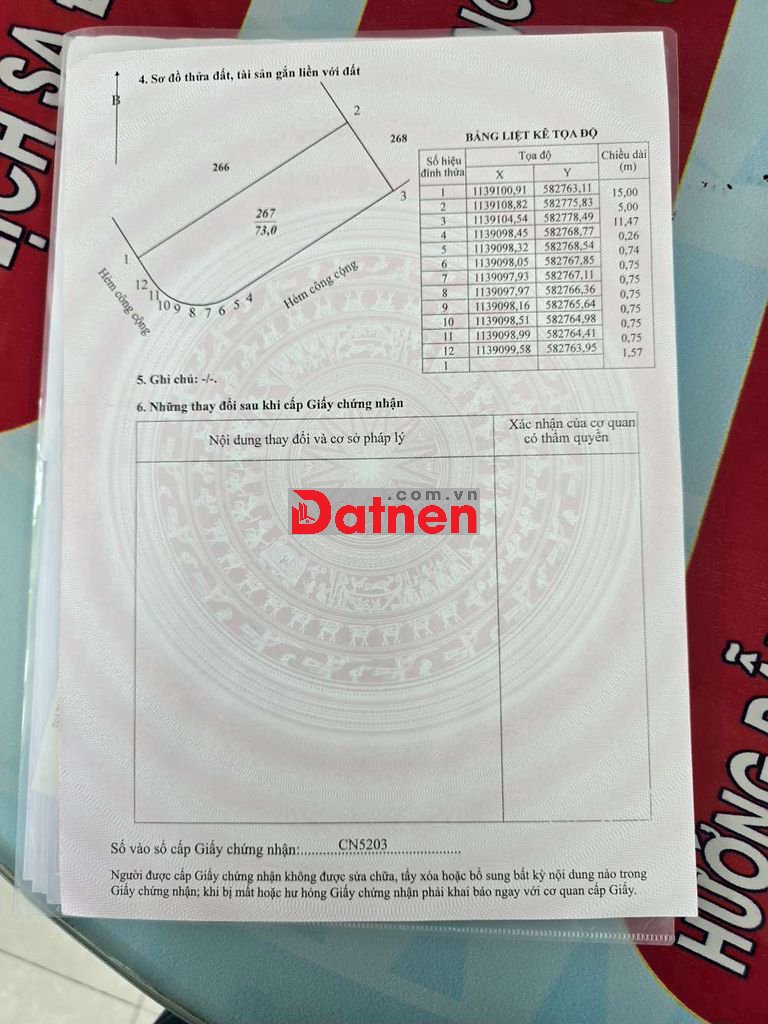 LỊCH SA
4. Sơ đồ thửa đất, tài sản gắn liền với đất
B
2
268
266
267
73,0
3
1
12
11
10
9
8
7
6
5
4
Hẻm công cộng
Hẻm công cộng
BẢNG LIỆT KÊ TỌA ĐỘ
Số hiệu đỉnh thửa | Tọa độ | Chiều dài (m)
X | Y
1 | 1139100,91 | 582763,11
15,00
2 | 1139108,82 | 582775,83
5,00
3 | 1139104,54 | 582778,49
11,47
4 | 1139098,45 | 582768,77
0,26
5 | 1139098,32 | 582768,54
0,74
6 | 1139098,05 | 582767,85
0,75
7 | 1139097,93 | 582767,11
0,75
8 | 1139097,97 | 582766,36
0,75
9 | 1139098,16 | 582765,64
0,75
10 | 1139098,51 | 582764,98
0,75
11 | 1139098,99 | 582764,41
0,75
12 | 1139099,58 | 582763,95
1,57
1
5. Ghi chú: -/-.
6. Những thay đổi sau khi cấp Giấy chứng nhận
Nội dung thay đổi và cơ sở pháp lý
Xác nhận của cơ quan
có thẩm quyền
.com.vn
Datnen
Số vào sổ cấp Giấy chứng nhận:.......CN5203.......
Người được cấp Giấy chứng nhận không được sửa chữa, tẩy xóa hoặc bổ sung bất kỳ nội dung nào trong
Giấy chứng nhận; khi bị mất hoặc hư hỏng Giấy chứng nhận phải khai báo ngay với cơ quan cấp Giấy.
HƯỚNG